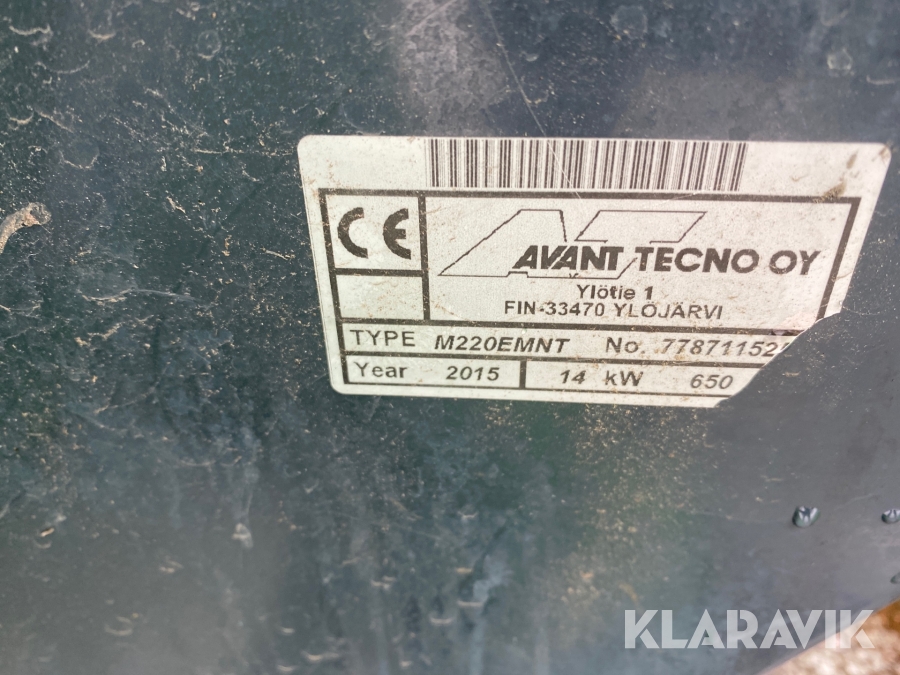 CE
AVANT TECNO OY
Ylötie 1
FIN-33470 YLÖJÄRVI
TYPE M220EMNT No.
Year 2015 14 kW 650
KLARAVIK